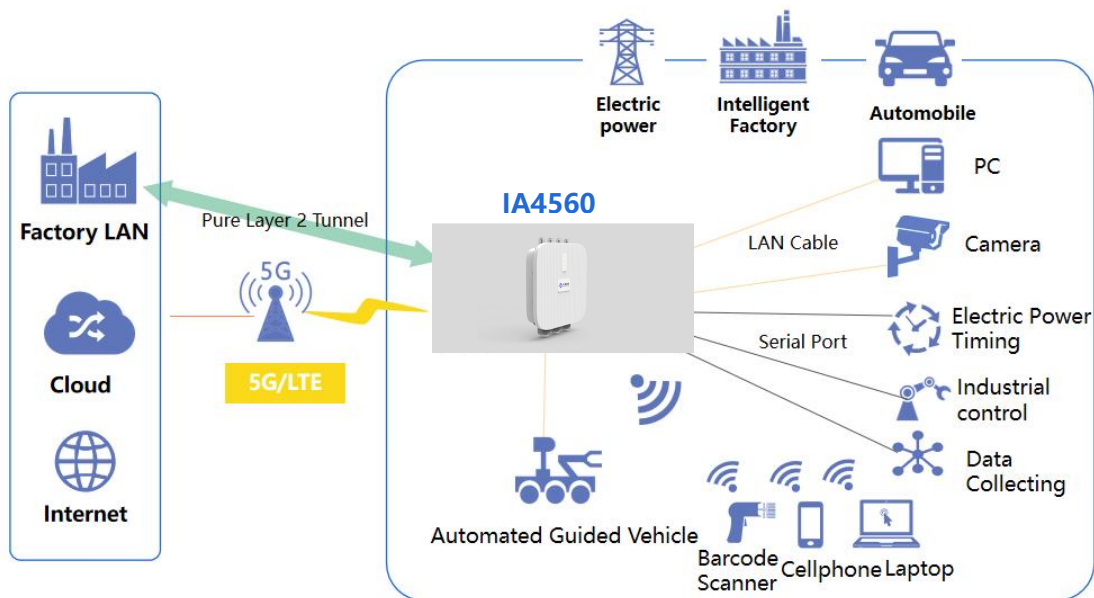 Electric
power
Intelligent
Factory
Automobile
Factory LAN
Cloud
Internet
Pure Layer 2 Tunnel
5G
5G/LTE
IA4560
LAN Cable
PC
Camera
Serial Port
Electric Power
Timing
Industrial
control
Data
Collecting
Automated Guided Vehicle
Barcode
Scanner
Cellphone
Laptop